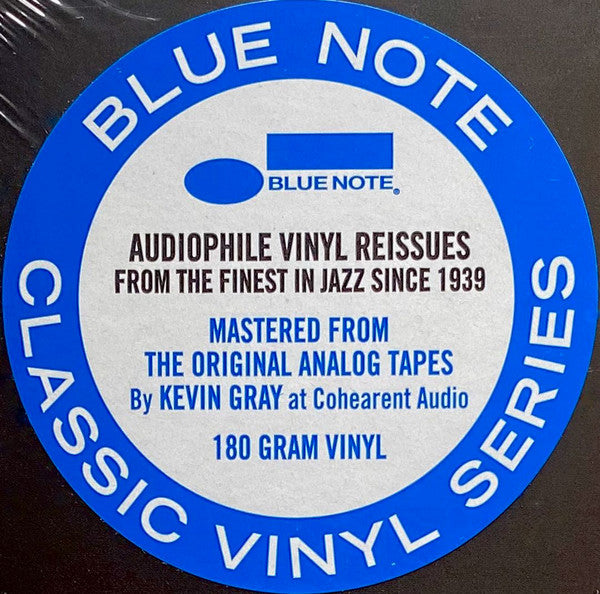 BLUE NOTE
BLUE NOTE®
AUDIOPHILE VINYL REISSUES
FROM THE FINEST IN JAZZ SINCE 1939
MASTERED FROM
THE ORIGINAL ANALOG TAPES
By KEVIN GRAY at Cohearent Audio
180 GRAM VINYL
CLASSIC VINYL SERIES